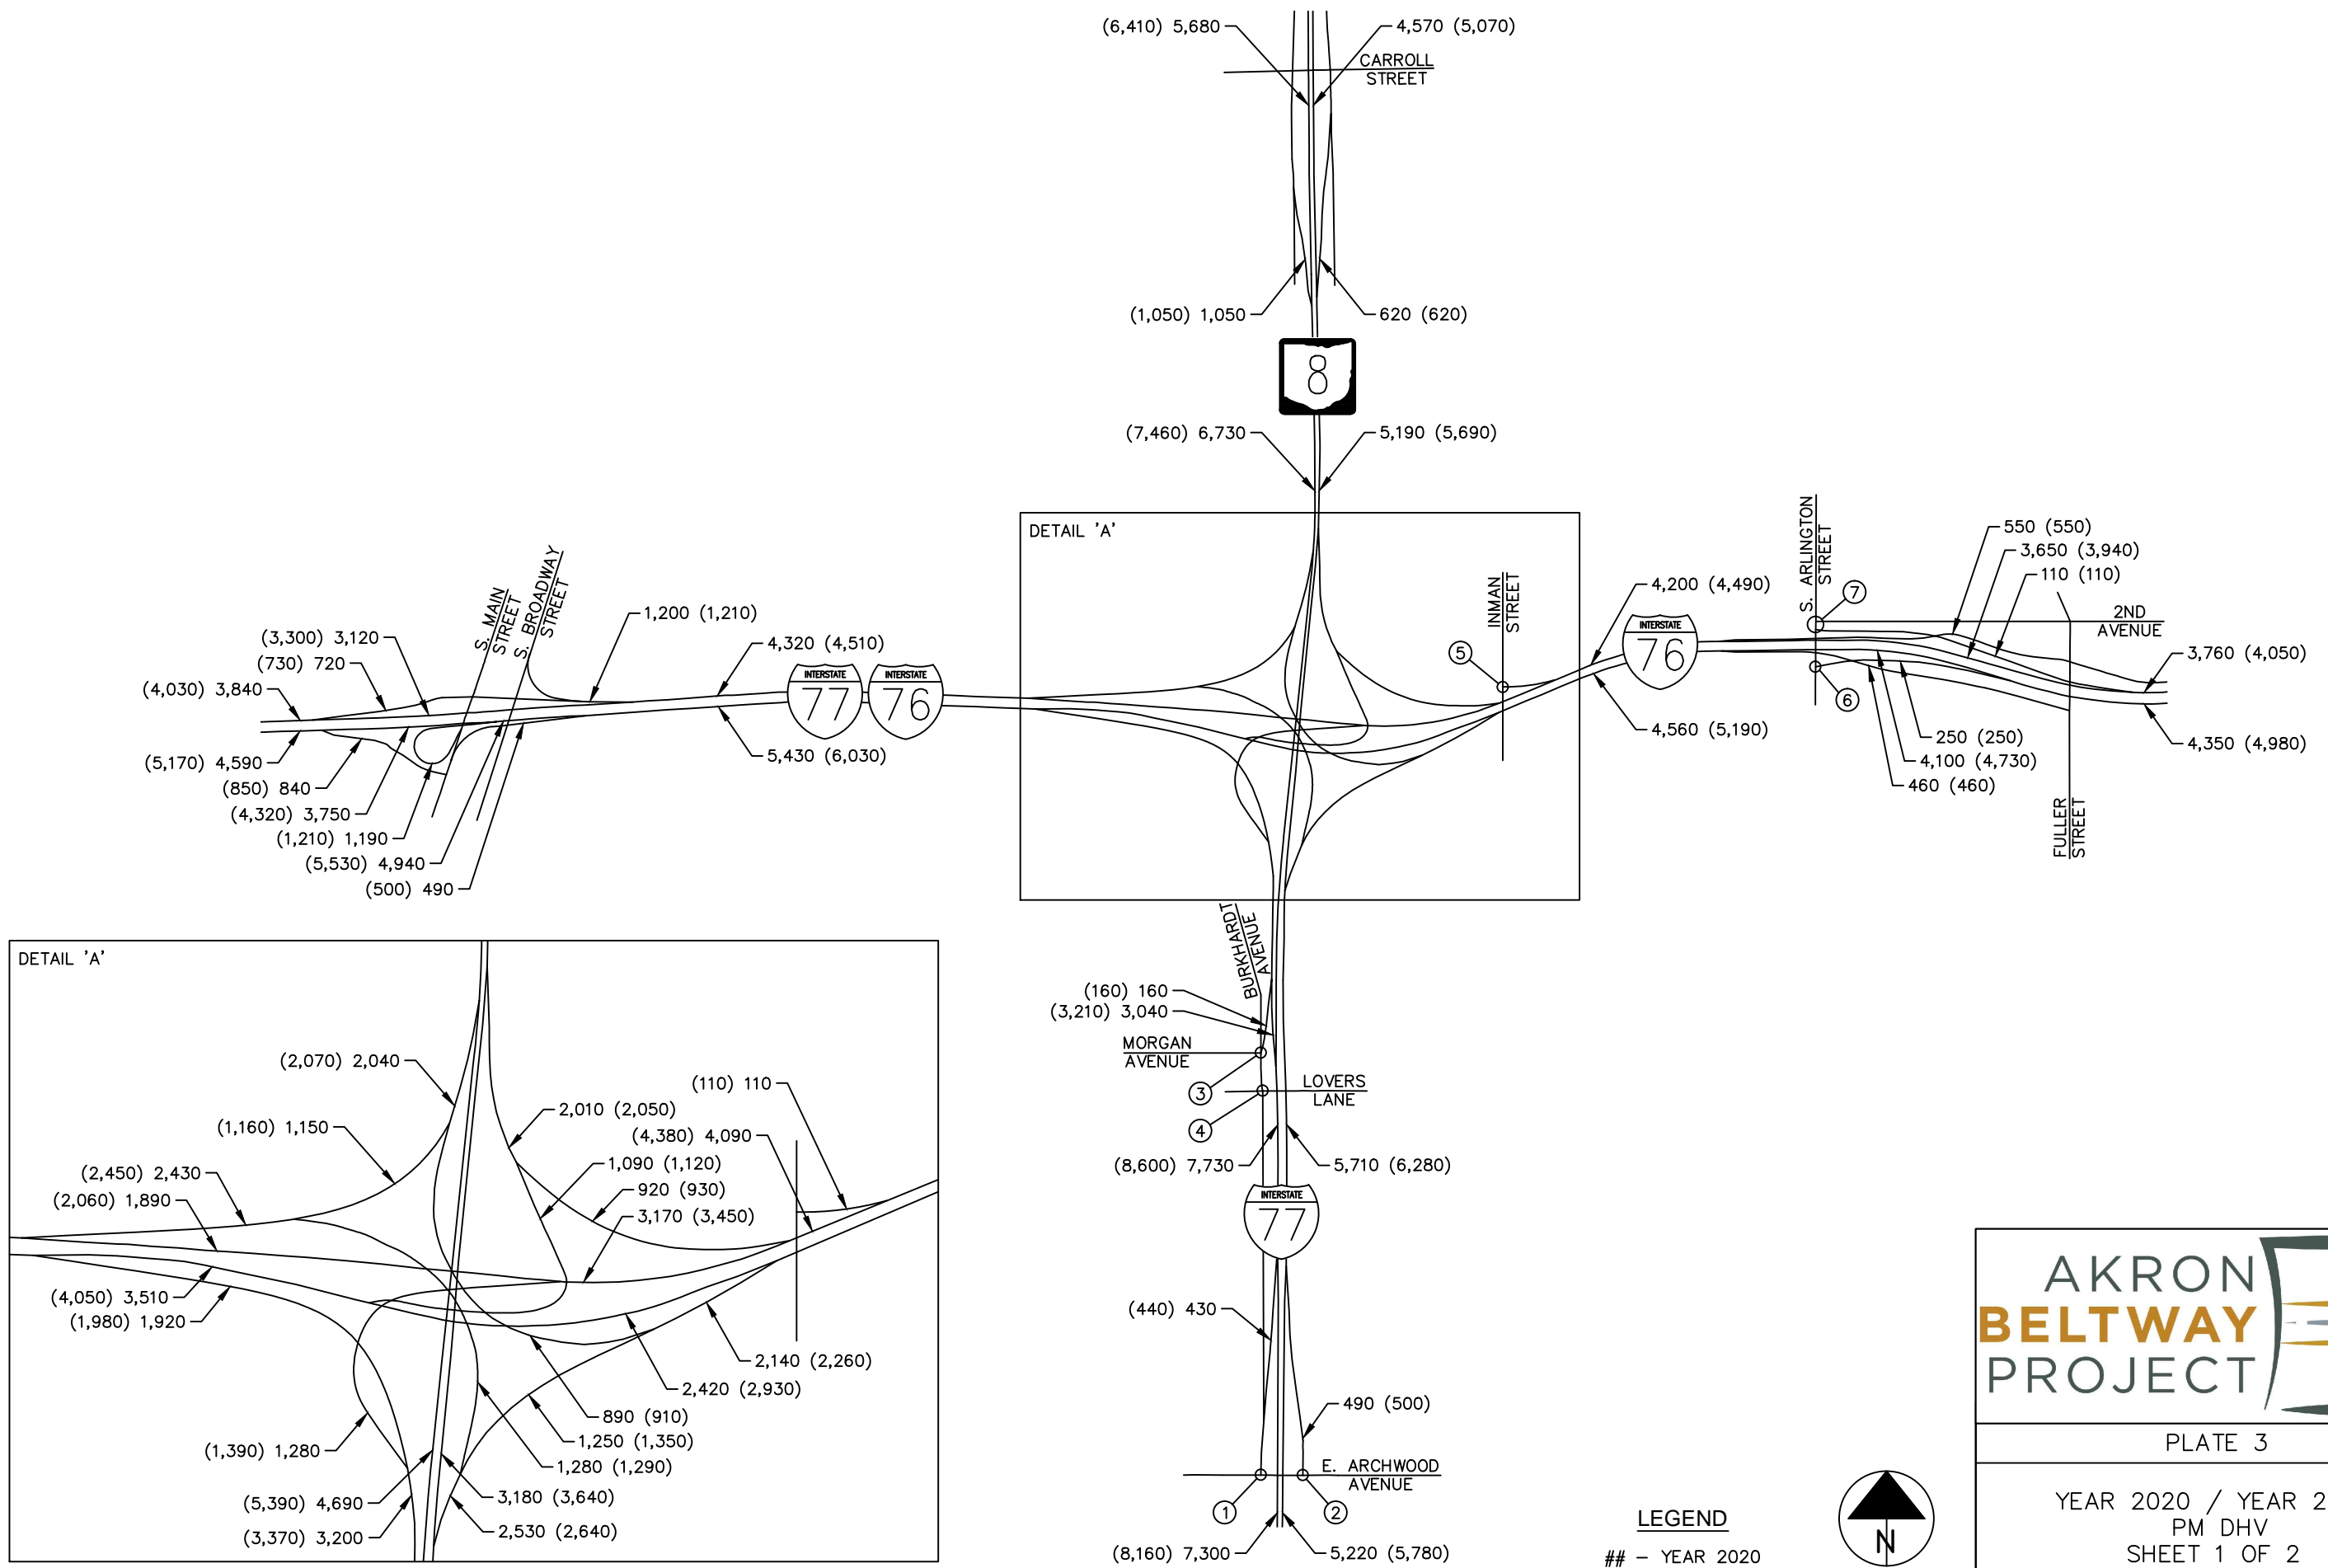 (6,410) 5,680
4,570 (5,070)
CARROLL
STREET
(1,050) 1,050
620 (620)
8
(7,460) 6,730
5,190 (5,690)
DETAIL 'A'
INMAN
STREET
5
4,200 (4,490)
4,560 (5,190)
INTERSTATE
76
S. ARLINGTON
STREET
7
6
550 (550)
3,650 (3,940)
110 (110)
2ND
AVENUE
3,760 (4,050)
4,350 (4,980)
250 (250)
4,100 (4,730)
460 (460)
FULLER
STREET
S. MAIN
STREET
S. BROADWAY
STREET
1,200 (1,210)
(3,300) 3,120
(730) 720
(4,030) 3,840
4,320 (4,510)
INTERSTATE
77
INTERSTATE
76
5,430 (6,030)
(5,170) 4,590
(850) 840
(4,320) 3,750
(1,210) 1,190
(5,530) 4,940
(500) 490
BURKHARDT
AVENUE
(160) 160
(3,210) 3,040
MORGAN
AVENUE
3
LOVERS
LANE
4
(8,600) 7,730
5,710 (6,280)
INTERSTATE
77
(440) 430
490 (500)
E. ARCHWOOD
AVENUE
1
2
(8,160) 7,300
5,220 (5,780)
DETAIL 'A'
(2,070) 2,040
(1,160) 1,150
(2,450) 2,430
(2,060) 1,890
(110) 110
2,010 (2,050)
(4,380) 4,090
1,090 (1,120)
920 (930)
3,170 (3,450)
(4,050) 3,510
(1,980) 1,920
2,140 (2,260)
2,420 (2,930)
890 (910)
1,250 (1,350)
1,280 (1,290)
(1,390) 1,280
(5,390) 4,690
3,180 (3,640)
(3,370) 3,200
2,530 (2,640)
LEGEND
## - YEAR 2020
N
AKRON
BELTWAY
PROJECT
PLATE 3
YEAR 2020 / YEAR 2
PM DHV
SHEET 1 OF 2